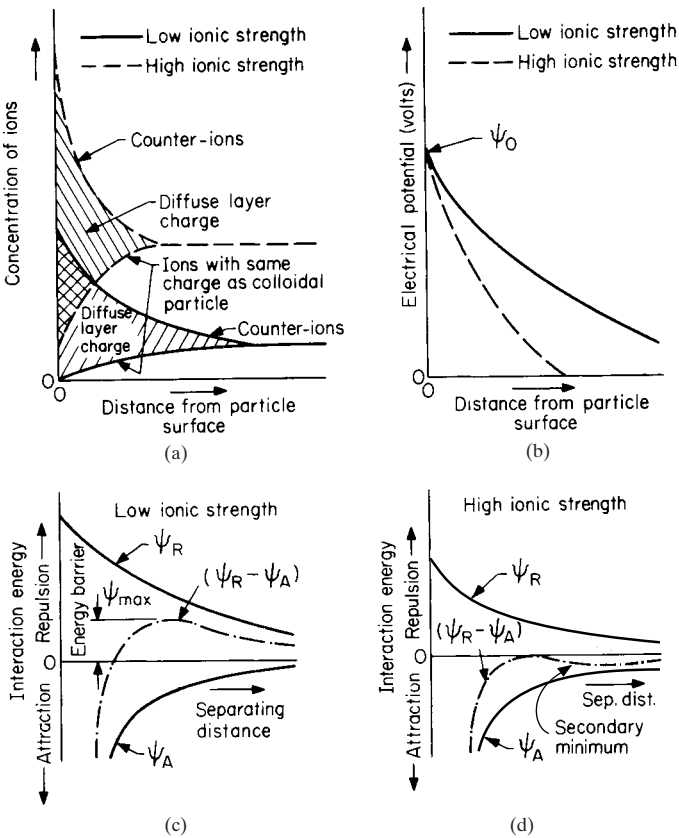 Low ionic strength
High ionic strength
Concentration of ions
Counter-ions
Diffuse layer
charge
Ions with same
charge as colloidal
particle
Diffuse
layer
charge
Counter-ions
O
O
Distance from particle
surface
(a)
Low ionic strength
High ionic strength
Electrical potential (volts)
ψO
O
O
Distance from particle
surface
(b)
Low ionic strength
Interaction energy
Attraction Repulsion
Energy barrier
ψR
ψmax
(ψR – ψA)
O
Separating
distance
ψA
(c)
High ionic strength
Interaction energy
Attraction Repulsion
ψR
(ψR – ψA)
O
Sep. dist.
Secondary
minimum
ψA
(d)